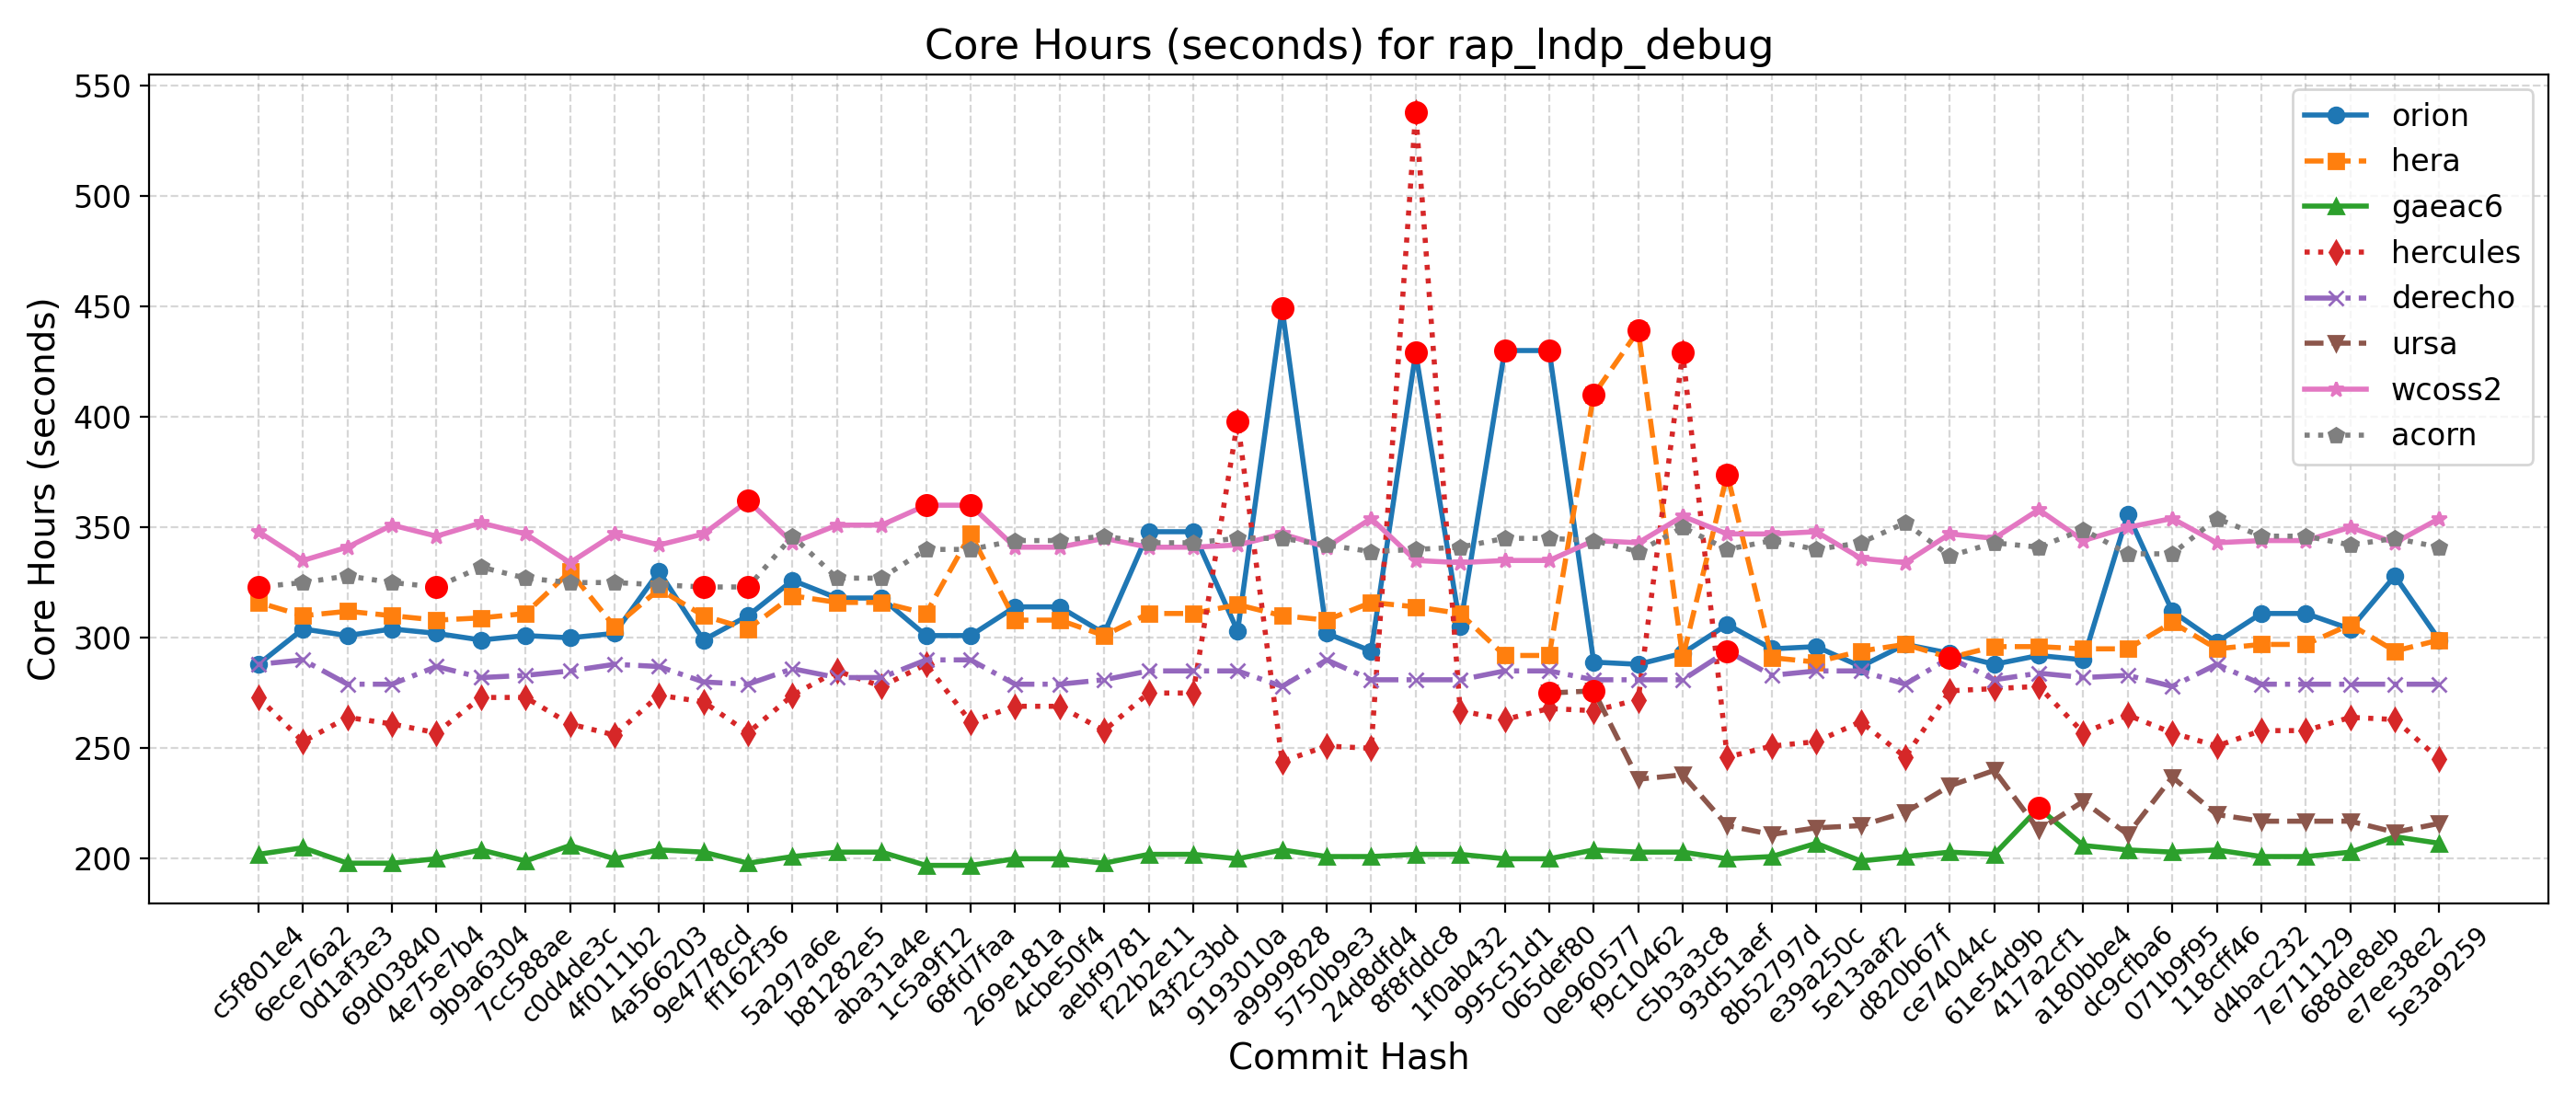 Core Hours (seconds) for rap_lndp_debug
Core Hours (seconds)
550
500
450
400
350
300
250
200
orion
hera
gaeac6
hercules
derecho
ursa
wcoss2
acorn
c5f801e4
6ece76a2
0d1af3e3
69d03840
4e75e7b4
9b9a6304
7cc588ae
c0d4de3c
4f0111b2
4a566203
9e4778cd
ff162f36
5a297a6e
b81282e5
aba31a4e
1c5a9f12
68fd7faa
269e181a
4cbe50f4
aebf9781
f22b2e11
43f2c3bd
9193010a
a9999828
5750b9e3
24d8dfd4
8f8fddc8
1f0ab432
995c51d1
065def80
0e960577
f9c10462
c5b3a3c8
93d51aef
8b52797d
e39a250c
5e13aaf2
d820b67f
ce74044c
61e54d9b
417a2cf1
a180bbe4
dc9cfba6
071b9f95
118cff46
d4bac232
7e711129
688de8eb
e7ee38e2
5e3a9259
Commit Hash